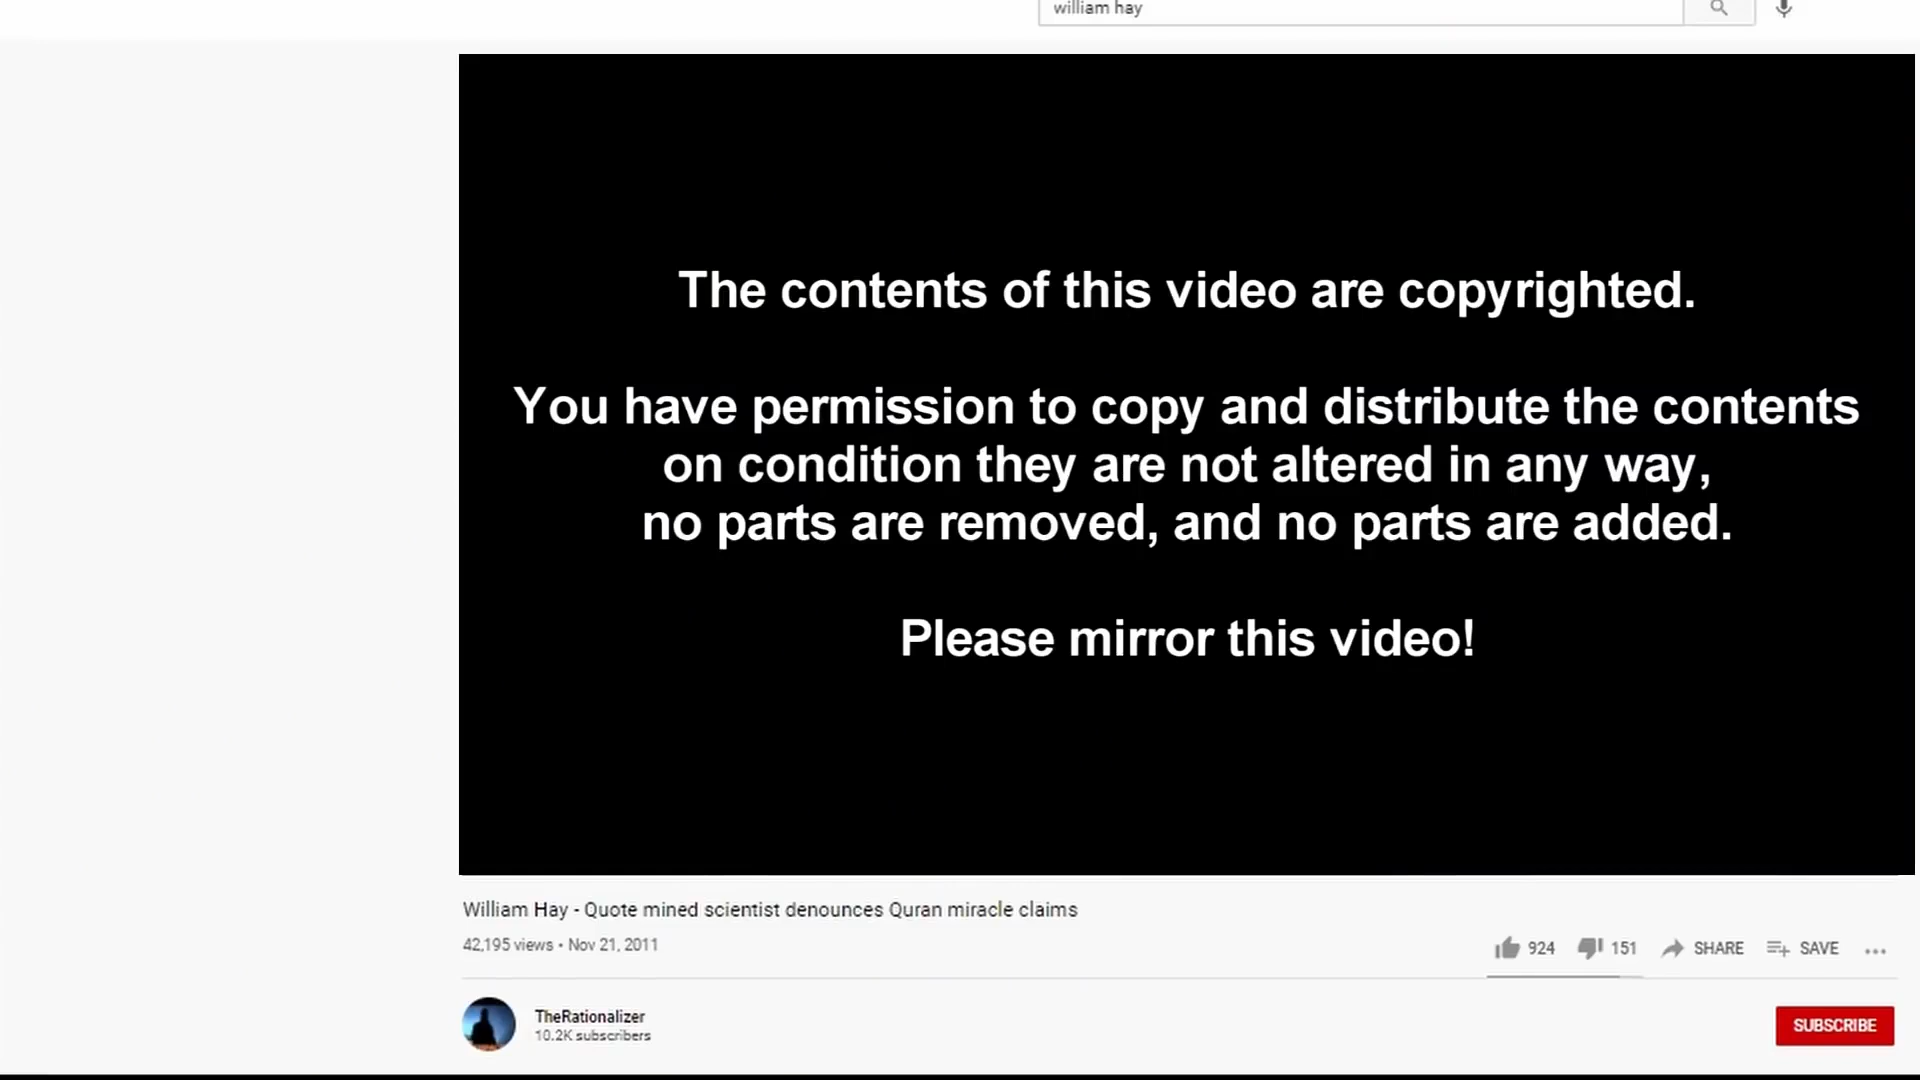 william hay
The contents of this video are copyrighted.
You have permission to copy and distribute the contents
on condition they are not altered in any way,
no parts are removed, and no parts are added.
Please mirror this video!
William Hay - Quote mined scientist denounces Quran miracle claims
42,195 views • Nov 21, 2011
924 151 SHARE SAVE ...
TheRationalizer
10.2K subscribers
SUBSCRIBE